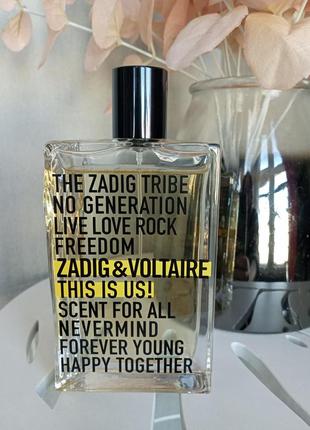 THE ZADIG TRIBE
NO GENERATION
LIVE LOVE ROCK
FREEDOM
ZADIG&VOLTAIRE
THIS IS US!
SCENT FOR ALL
NEVERMIND
FOREVER YOUNG
HAPPY TOGETHER